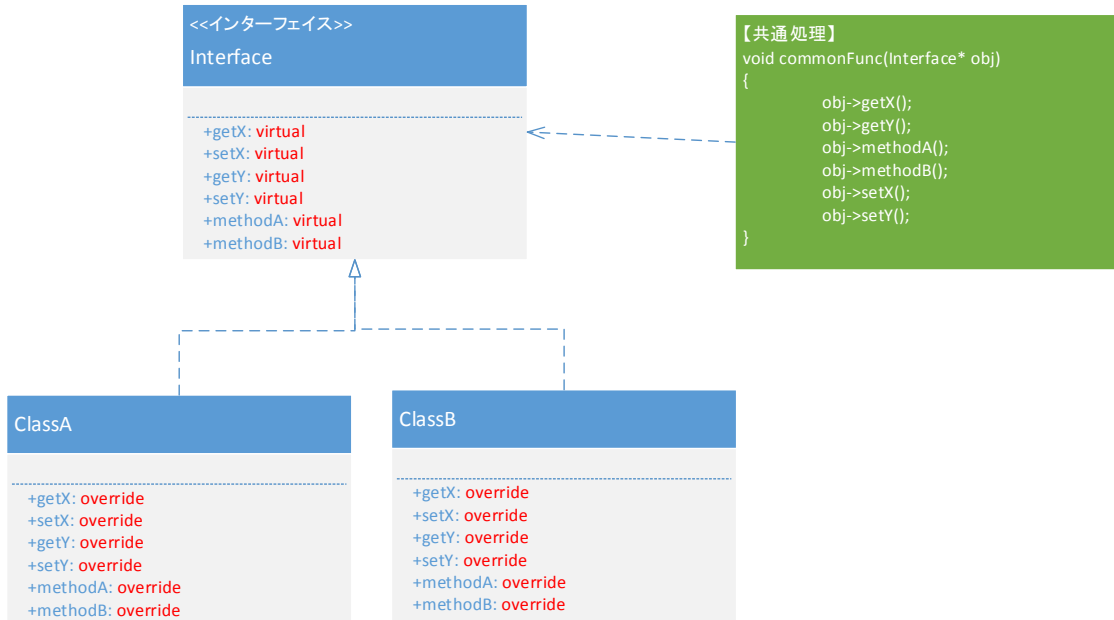 <<インターフェイス>>
Interface
+getX: virtual
+setX: virtual
+getY: virtual
+setY: virtual
+methodA: virtual
+methodB: virtual
【共通処理】
void commonFunc(Interface* obj)
{
obj->getX();
obj->getY();
obj->methodA();
obj->methodB();
obj->setX();
obj->setY();
}
ClassA
+getX: override
+setX: override
+getY: override
+setY: override
+methodA: override
+methodB: override
ClassB
+getX: override
+setX: override
+getY: override
+setY: override
+methodA: override
+methodB: override